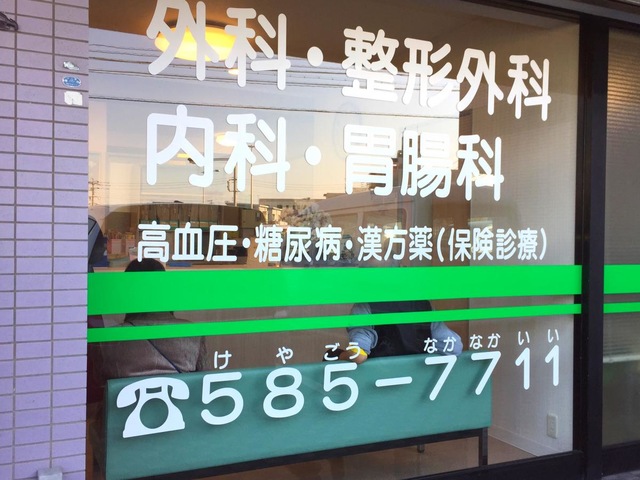 外科・整形外科
内科・胃腸科
高血圧・糖尿病・漢方薬(保険診療)
けやごう なかなかいい
☎585-7711